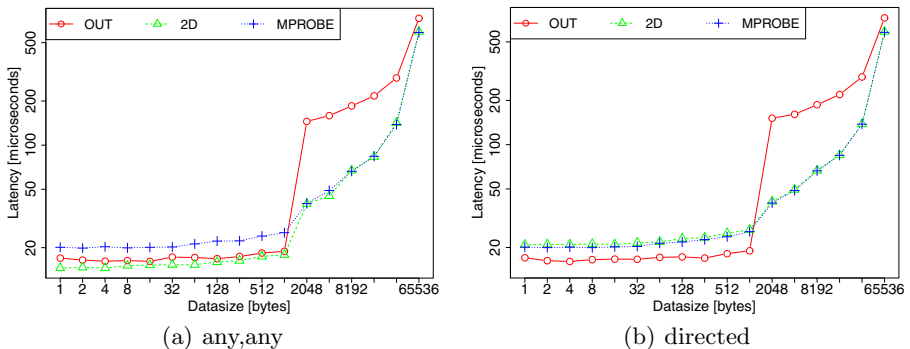 OUT 2D MPROBE
Latency [microseconds]
500
200
100
50
20
1 2 4 8 32 128 512 2048 8192 65536
Datasize [bytes]
(a) any,any
OUT 2D MPROBE
Latency [microseconds]
500
200
100
50
20
1 2 4 8 32 128 512 2048 8192 65536
Datasize [bytes]
(b) directed